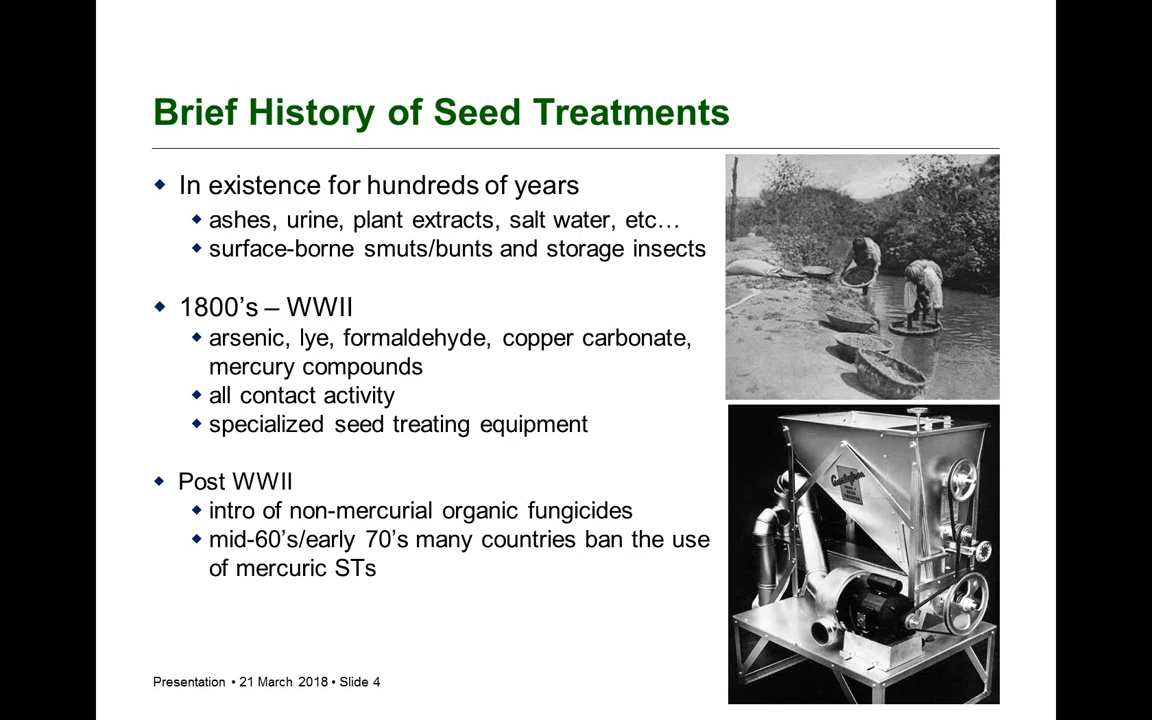 Brief History of Seed Treatments
In existence for hundreds of years
ashes, urine, plant extracts, salt water, etc…
surface-borne smuts/bunts and storage insects
1800’s – WWII
arsenic, lye, formaldehyde, copper carbonate,
mercury compounds
all contact activity
specialized seed treating equipment
Post WWII
intro of non-mercurial organic fungicides
mid-60’s/early 70’s many countries ban the use
of mercuric STs
Presentation • 21 March 2018 • Slide 4